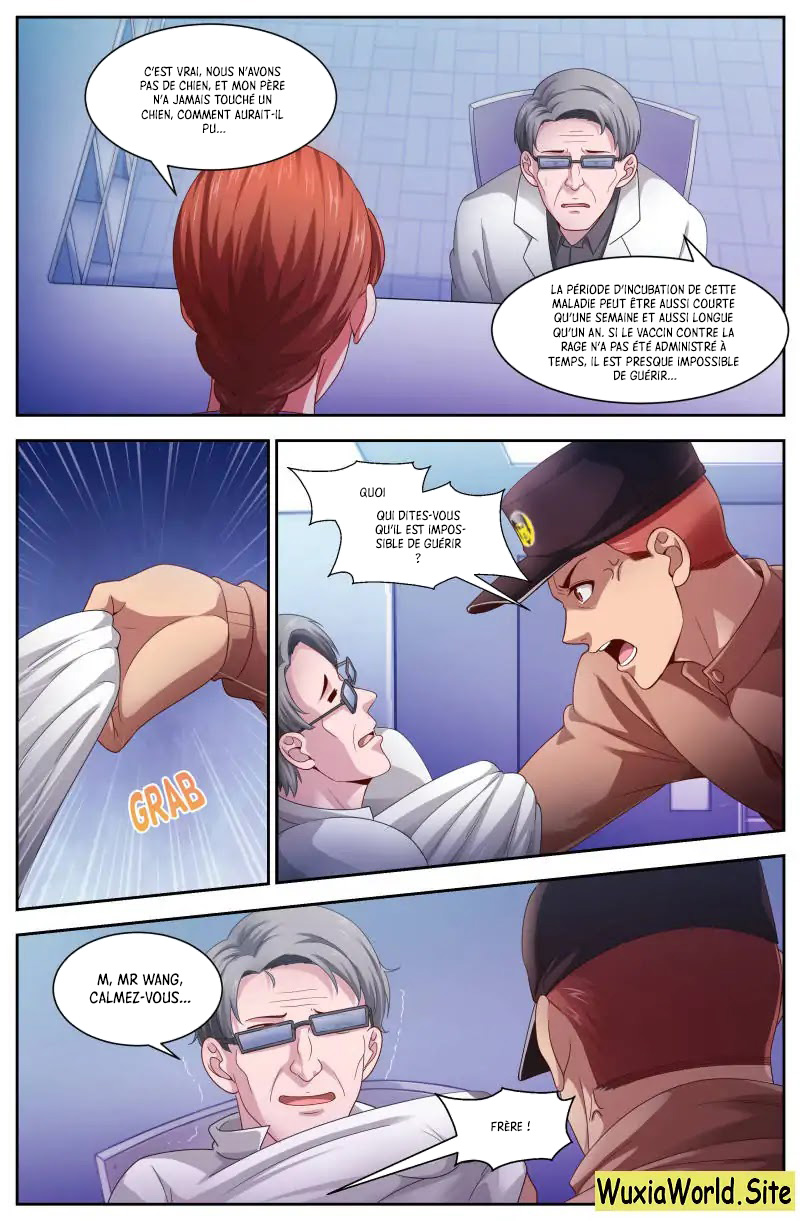 C'EST VRAI, NOUS N'AVONS
PAS DE CHIEN, ET MON PÈRE
N'A JAMAIS TOUCHÉ UN
CHIEN, COMMENT AURAIT-IL
PU...
LA PÉRIODE D'INCUBATION DE CETTE
MALADIE PEUT ÊTRE AUSSI COURTE
QU'UNE SEMAINE ET AUSSI LONGUE
QU'UN AN. SI LE VACCIN CONTRE LA
RAGE N'A PAS ÉTÉ ADMINISTRÉ À
TEMPS, IL EST PRESQUE IMPOSSIBLE
DE GUÉRIR...
GRAB
QUOI
QUI DITES-VOUS
QU'IL EST IMPOS-
SIBLE DE GUÉRIR
?
M, MR WANG,
CALMEZ-VOUS...
FRÈRE !
WuxiaWorld.Site